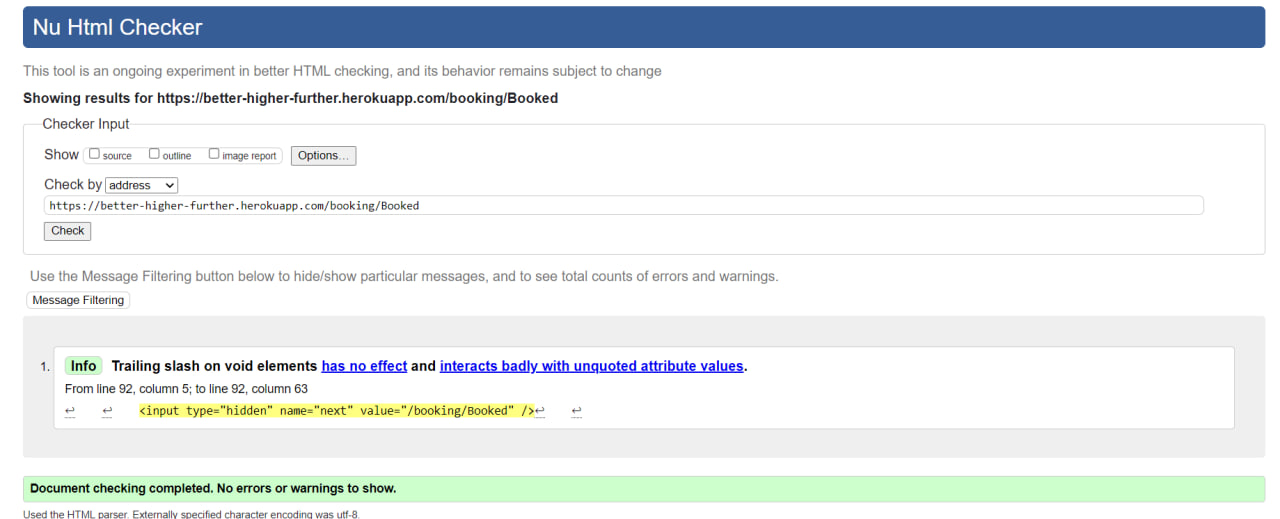 Nu Html Checker
This tool is an ongoing experiment in better HTML checking, and its behavior remains subject to change
Showing results for https://better-higher-further.herokuapp.com/booking/Booked
Checker Input
Show source outline image report Options...
Check by address
https://better-higher-further.herokuapp.com/booking/Booked
Check
Use the Message Filtering button below to hide/show particular messages, and to see total counts of errors and warnings.
Message Filtering
1. Info Trailing slash on void elements has no effect and interacts badly with unquoted attribute values.
From line 92, column 5; to line 92, column 63
↩ ↩ <input type="hidden" name="next" value="/booking/Booked" />↩ ↩
Document checking completed. No errors or warnings to show.
Used the HTML parser. Externally specified character encoding was utf-8.